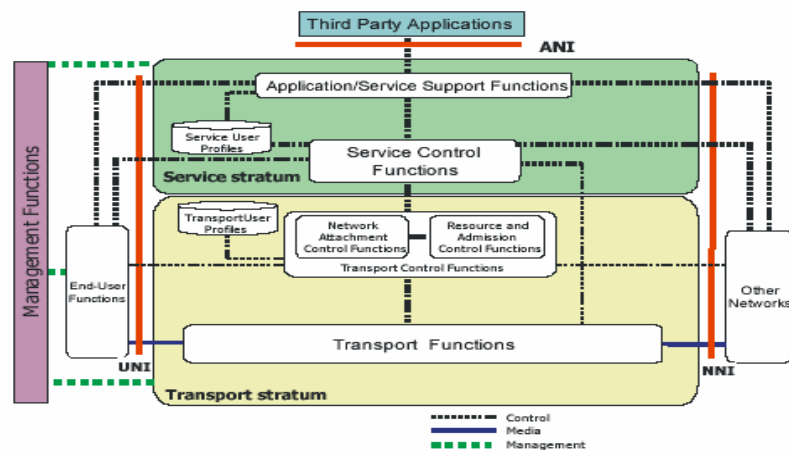 Third Party Applications
ANI
Application/Service Support Functions
Service User
Profiles
Service Control
Functions
Service stratum
Management Functions
TransportUser
Profiles
Network
Attachment
Control Functions
Resource and
Admission
Control Functions
Transport Control Functions
End-User
Functions
Other
Networks
Transport Functions
UNI
NNI
Transport stratum
Control
Media
Management